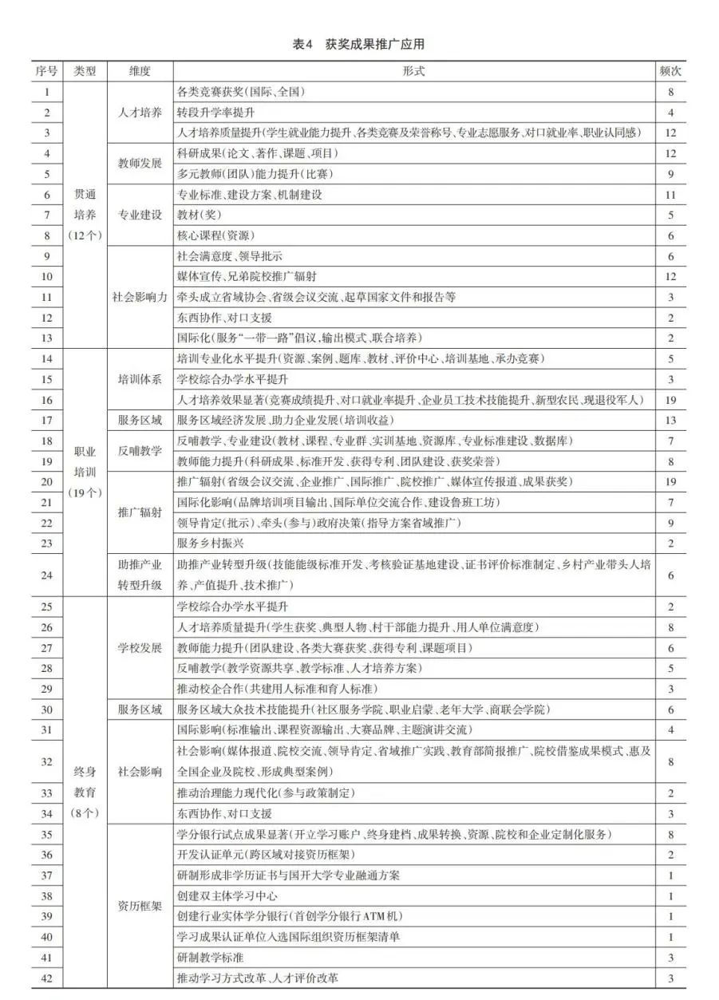 表4 获奖成果推广应用
序号 类型 维度 形式 频次
1 各类竞赛获奖(国际、全国) 8
2 人才培养 转段升学率提升 4
3 人才培养质量提升(学生就业能力提升、各类竞赛及荣誉称号、专业志愿服务、对口就业率、职业认同感) 12
4 科研成果(论文、著作、课题、项目) 12
教师发展
5 多元教师(团队)能力提升(比赛) 9
6 贯通 专业标准、建设方案、机制建设 11
7 培养 专业建设 教材(奖) 5
8 (12个) 核心课程(资源) 6
9 社会满意度、领导批示 6
10 媒体宣传、兄弟院校推广辐射 12
11 社会影响力 牵头成立省域协会、省级会议交流、起草国家文件和报告等 3
12 东西协作、对口支援 2
13 国际化(服务“一带一路”倡议,输出模式、联合培养) 2
14 培训专业化水平提升(资源、案例、题库、教材、评价中心、培训基地、承办竞赛) 5
15 培训体系 学校综合办学水平提升 3
16 人才培养效果显著(竞赛成绩提升、对口就业率提升、企业员工技术技能提升、新型农民、现退役军人) 19
17 服务区域 服务区域经济发展、助力企业发展(培训收益) 13
18 反哺教学、专业建设(教材、课程、专业群、实训基地、资源库、专业标准建设、数据库) 7
职业 反哺教学
19 教师能力提升(科研成果、标准开发、获得专利、团队建设、获奖荣誉) 8
培训
20 推广辐射(省级会议交流、企业推广、国际推广、院校推广、媒体宣传报道、成果获奖) 19
(19个)
21 国际化影响(品牌培训项目输出、国际单位交流合作、建设鲁班工坊) 7
推广辐射
22 领导肯定(批示)、牵头(参与)政府决策(指导方案省域推广) 9
23 服务乡村振兴 2
助推产业 助推产业转型升级(技能能级标准开发、考核验证基地建设、证书评价标准制定、乡村产业带头人培
24 6
转型升级 养、产值提升、技术推广)
25 学校综合办学水平提升 2
26 人才培养质量提升(学生获奖、典型人物、村干部能力提升、用人单位满意度) 8
27 学校发展 教师能力提升(团队建设、各类大赛获奖、获得专利、课题项目) 6
28 反哺教学(教学资源共享、教学标准、人才培养方案) 5
29 推动校企合作(共建用人标准和育人标准) 3
30 服务区域 服务区域大众技术技能提升(社区服务学院、职业启蒙、老年大学、商联会学院) 6
31 国际影响(标准输出、课程资源输出、大赛品牌、主题演讲交流) 4
社会影响(媒体报道、院校交流、领导肯定、省域推广实践、教育部简报推广、院校借鉴成果模式、惠及
32 8
终身 社会影响 全国企业及院校、形成典型案例)
33 教育 推动治理能力现代化(参与政策制定) 2
34 (8个) 东西协作、对口支援 3
35 学分银行试点成果显著(开立学习账户、终身建档、成果转换、资源、院校和企业定制化服务) 8
36 开发认证单元(跨区域对接资历框架) 2
37 研制形成非学历证书与国开大学专业融通方案 1
38 创建双主体学习中心 1
资历框架
39 创建行业实体学分银行(首创学分银行ATM机) 1
40 学习成果认证单位入选国际组织资历框架清单 1
41 研制教学标准 3
42 推动学习方式改革、人才评价改革 3